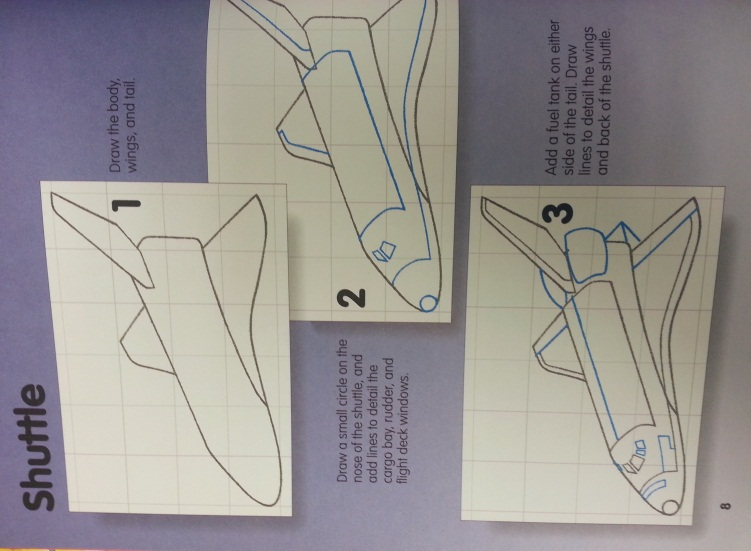 Shuttle
1
Draw the body,
wings, and tail.
2
Draw a small circle on the
nose of the shuttle, and
add lines to detail the
cargo bay, rudder, and
flight deck windows.
3
Add a fuel tank on either
side of the tail. Draw
lines to detail the wings
and back of the shuttle.
8